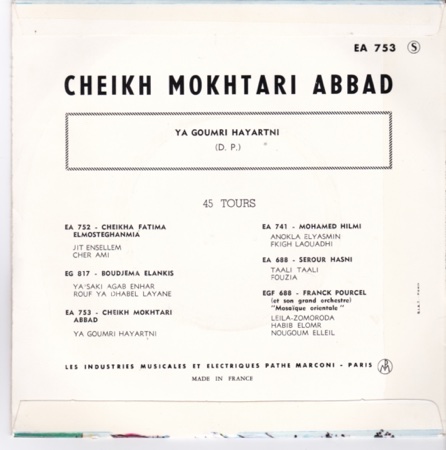 EA 753 S
CHEIKH MOKHTARI ABBAD
YA GOUMRI HAYARTNI
(D. P.)
45 TOURS
EA 752 - CHEIKHA FATIMA
ELMOSTEGHANMIA
JIT ENSELLEM
CHER AMI
EG 817 - BOUDJEMA ELANKIS
YA'SAKI AGAB ENHAR
ROUF YA DHABEL LAYANE
EA 753 - CHEIKH MOKHTARI
ABBAD
YA GOUMRI HAYARTNI
EA 741 - MOHAMED HILMI
ANOKLA ELYASMIN
FKIGH LAOUADHI
EA 688 - SEROUR HASNI
TAALI TAALI
FOUZIA
EGF 688 - FRANCK POURCEL
(et son grand orchestre)
"Mosaïque orientale"
LEILA-ZOMORODA
HABIB ELOMR
NOUGOUM ELLEIL
LES INDUSTRIES MUSICALES ET ELECTRIQUES PATHE MARCONI - PARIS
MADE IN FRANCE